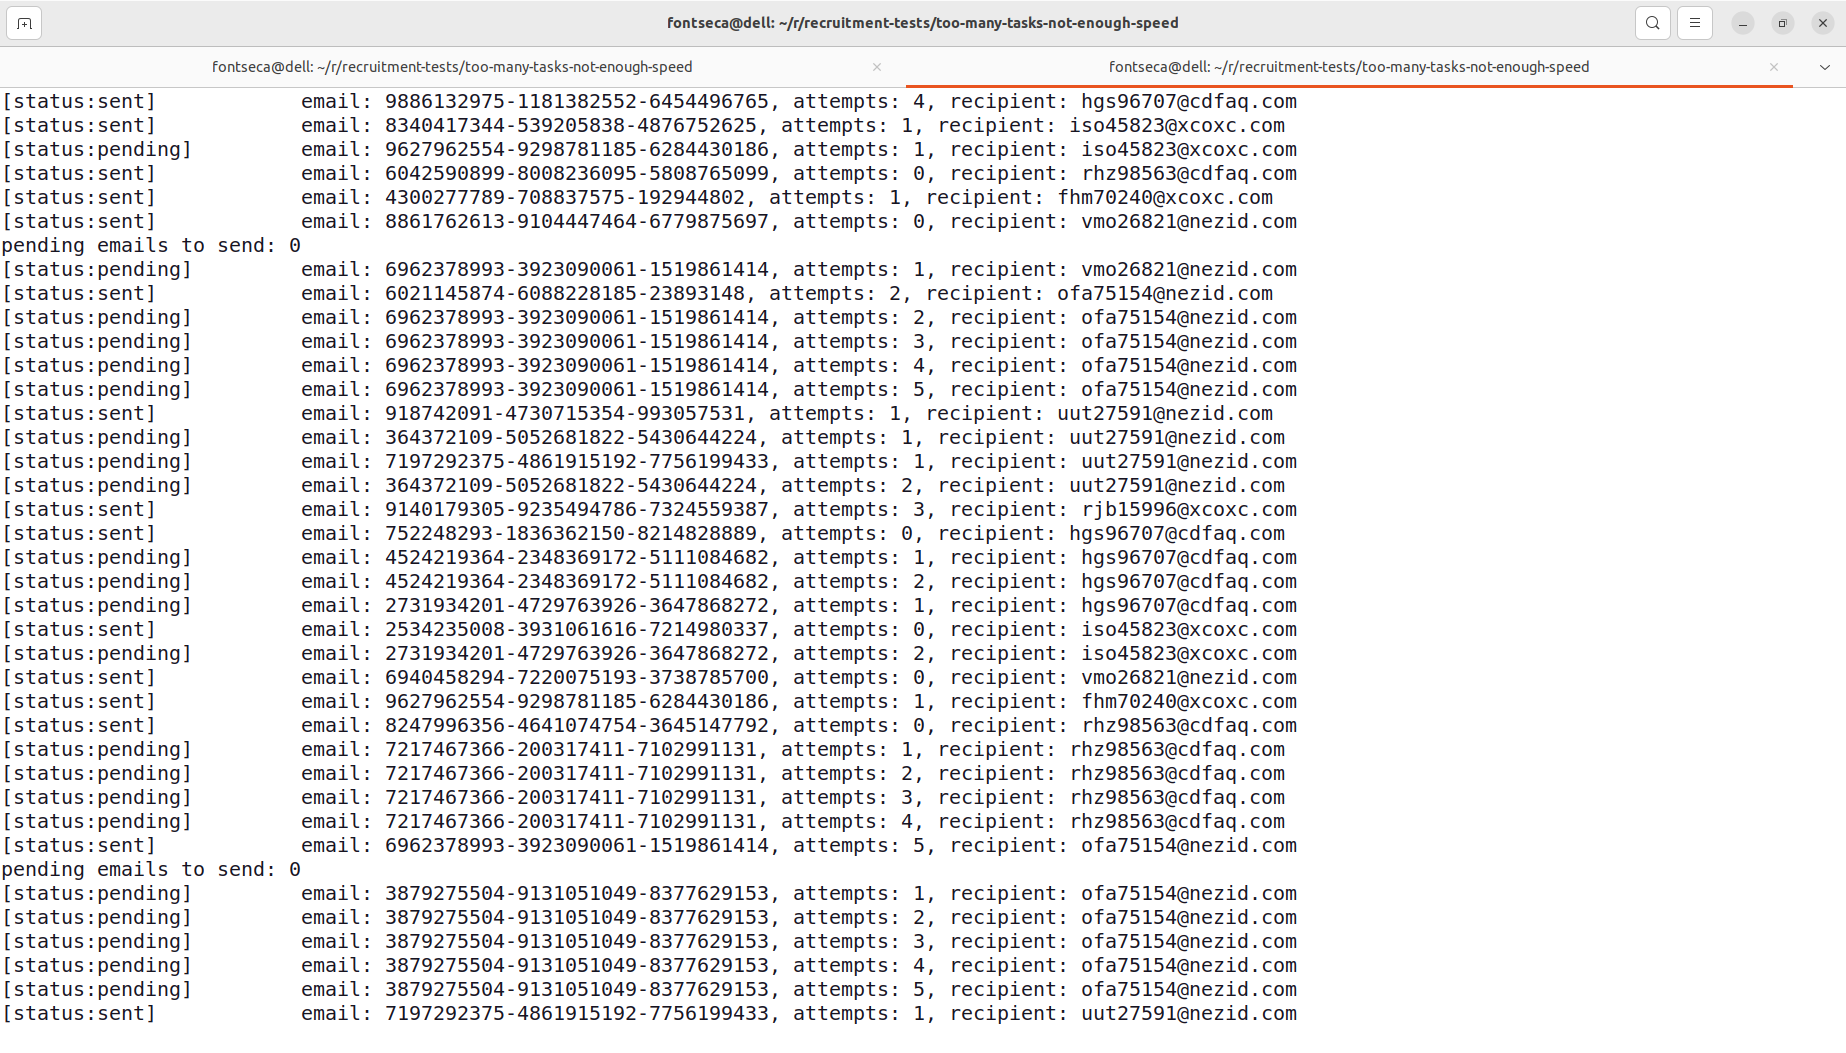 fontseca@dell: ~/r/recruitment-tests/too-many-tasks-not-enough-speed
fontseca@dell: ~/r/recruitment-tests/too-many-tasks-not-enough-speed
fontseca@dell: ~/r/recruitment-tests/too-many-tasks-not-enough-speed
[status:sent] email: 9886132975-1181382552-6454496765, attempts: 4, recipient: hgs96707@cdfaq.com
[status:sent] email: 8340417344-539205838-4876752625, attempts: 1, recipient: iso45823@xcoxc.com
[status:pending] email: 9627962554-9298781185-6284430186, attempts: 1, recipient: iso45823@xcoxc.com
[status:sent] email: 6042590899-8008236095-5808765099, attempts: 0, recipient: rhz98563@cdfaq.com
[status:sent] email: 4300277789-708837575-192944802, attempts: 1, recipient: fhm70240@xcoxc.com
[status:sent] email: 8861762613-9104447464-6779875697, attempts: 0, recipient: vmo26821@nezid.com
pending emails to send: 0
[status:pending] email: 6962378993-3923090061-1519861414, attempts: 1, recipient: vmo26821@nezid.com
[status:sent] email: 6021145874-6088228185-23893148, attempts: 2, recipient: ofa75154@nezid.com
[status:pending] email: 6962378993-3923090061-1519861414, attempts: 2, recipient: ofa75154@nezid.com
[status:pending] email: 6962378993-3923090061-1519861414, attempts: 3, recipient: ofa75154@nezid.com
[status:pending] email: 6962378993-3923090061-1519861414, attempts: 4, recipient: ofa75154@nezid.com
[status:pending] email: 6962378993-3923090061-1519861414, attempts: 5, recipient: ofa75154@nezid.com
[status:sent] email: 918742091-4730715354-993057531, attempts: 1, recipient: uut27591@nezid.com
[status:pending] email: 364372109-5052681822-5430644224, attempts: 1, recipient: uut27591@nezid.com
[status:pending] email: 7197292375-4861915192-7756199433, attempts: 1, recipient: uut27591@nezid.com
[status:pending] email: 364372109-5052681822-5430644224, attempts: 2, recipient: uut27591@nezid.com
[status:sent] email: 9140179305-9235494786-7324559387, attempts: 3, recipient: rjb15996@xcoxc.com
[status:sent] email: 752248293-1836362150-8214828889, attempts: 0, recipient: hgs96707@cdfaq.com
[status:pending] email: 4524219364-2348369172-5111084682, attempts: 1, recipient: hgs96707@cdfaq.com
[status:pending] email: 4524219364-2348369172-5111084682, attempts: 2, recipient: hgs96707@cdfaq.com
[status:pending] email: 2731934201-4729763926-3647868272, attempts: 1, recipient: hgs96707@cdfaq.com
[status:sent] email: 2534235008-3931061616-7214980337, attempts: 0, recipient: iso45823@xcoxc.com
[status:pending] email: 2731934201-4729763926-3647868272, attempts: 2, recipient: iso45823@xcoxc.com
[status:sent] email: 6940458294-7220075193-3738785700, attempts: 0, recipient: vmo26821@nezid.com
[status:sent] email: 9627962554-9298781185-6284430186, attempts: 1, recipient: fhm70240@xcoxc.com
[status:sent] email: 8247996356-4641074754-3645147792, attempts: 0, recipient: rhz98563@cdfaq.com
[status:pending] email: 7217467366-200317411-7102991131, attempts: 1, recipient: rhz98563@cdfaq.com
[status:pending] email: 7217467366-200317411-7102991131, attempts: 2, recipient: rhz98563@cdfaq.com
[status:pending] email: 7217467366-200317411-7102991131, attempts: 3, recipient: rhz98563@cdfaq.com
[status:pending] email: 7217467366-200317411-7102991131, attempts: 4, recipient: rhz98563@cdfaq.com
[status:sent] email: 6962378993-3923090061-1519861414, attempts: 5, recipient: ofa75154@nezid.com
pending emails to send: 0
[status:pending] email: 3879275504-9131051049-8377629153, attempts: 1, recipient: ofa75154@nezid.com
[status:pending] email: 3879275504-9131051049-8377629153, attempts: 2, recipient: ofa75154@nezid.com
[status:pending] email: 3879275504-9131051049-8377629153, attempts: 3, recipient: ofa75154@nezid.com
[status:pending] email: 3879275504-9131051049-8377629153, attempts: 4, recipient: ofa75154@nezid.com
[status:pending] email: 3879275504-9131051049-8377629153, attempts: 5, recipient: ofa75154@nezid.com
[status:sent] email: 7197292375-4861915192-7756199433, attempts: 1, recipient: uut27591@nezid.com